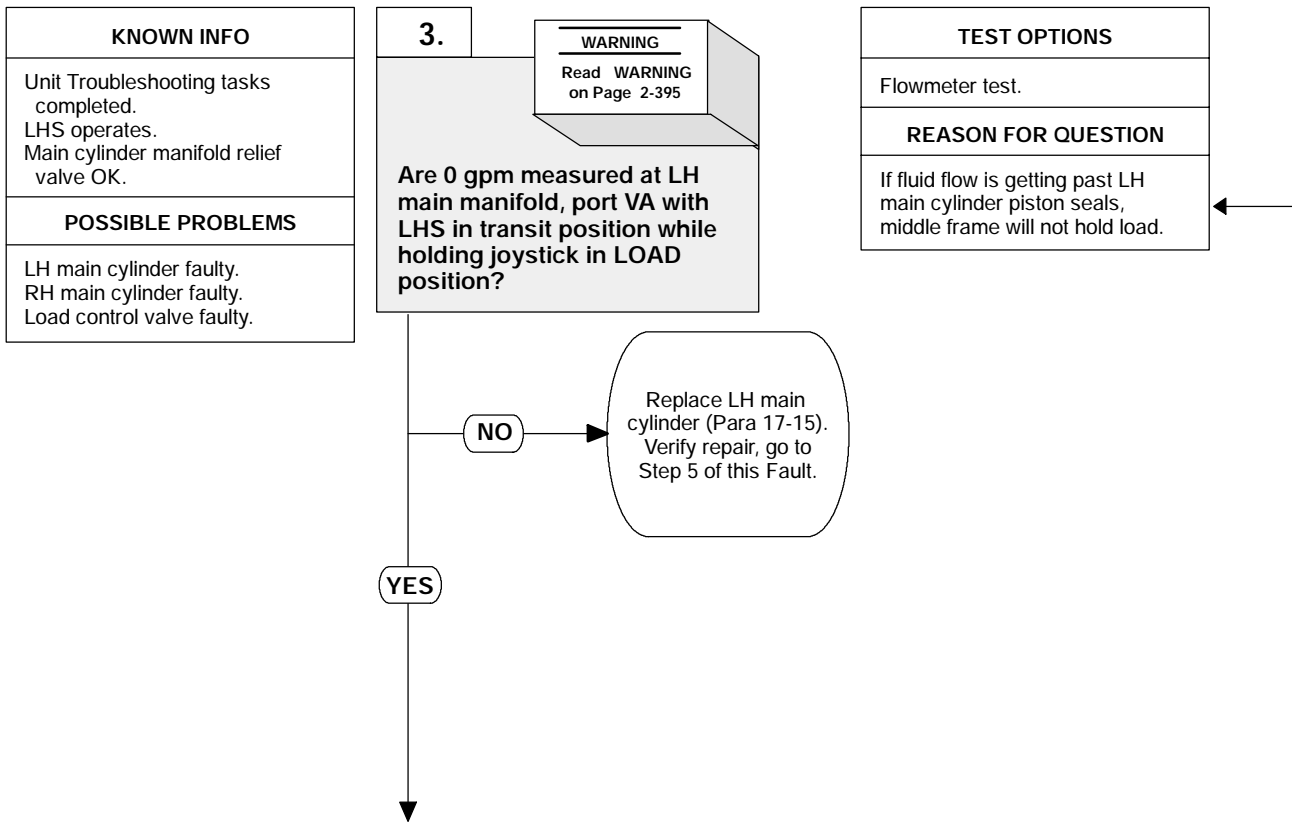 KNOWN INFO
Unit Troubleshooting tasks
completed.
LHS operates.
Main cylinder manifold relief
valve OK.
POSSIBLE PROBLEMS
LH main cylinder faulty.
RH main cylinder faulty.
Load control valve faulty.
3.
WARNING
Read WARNING
on Page 2-395
Are 0 gpm measured at LH
main manifold, port VA with
LHS in transit position while
holding joystick in LOAD
position?
TEST OPTIONS
Flowmeter test.
REASON FOR QUESTION
If fluid flow is getting past LH
main cylinder piston seals,
middle frame will not hold load.
NO
Replace LH main
cylinder (Para 17-15).
Verify repair, go to
Step 5 of this Fault.
YES